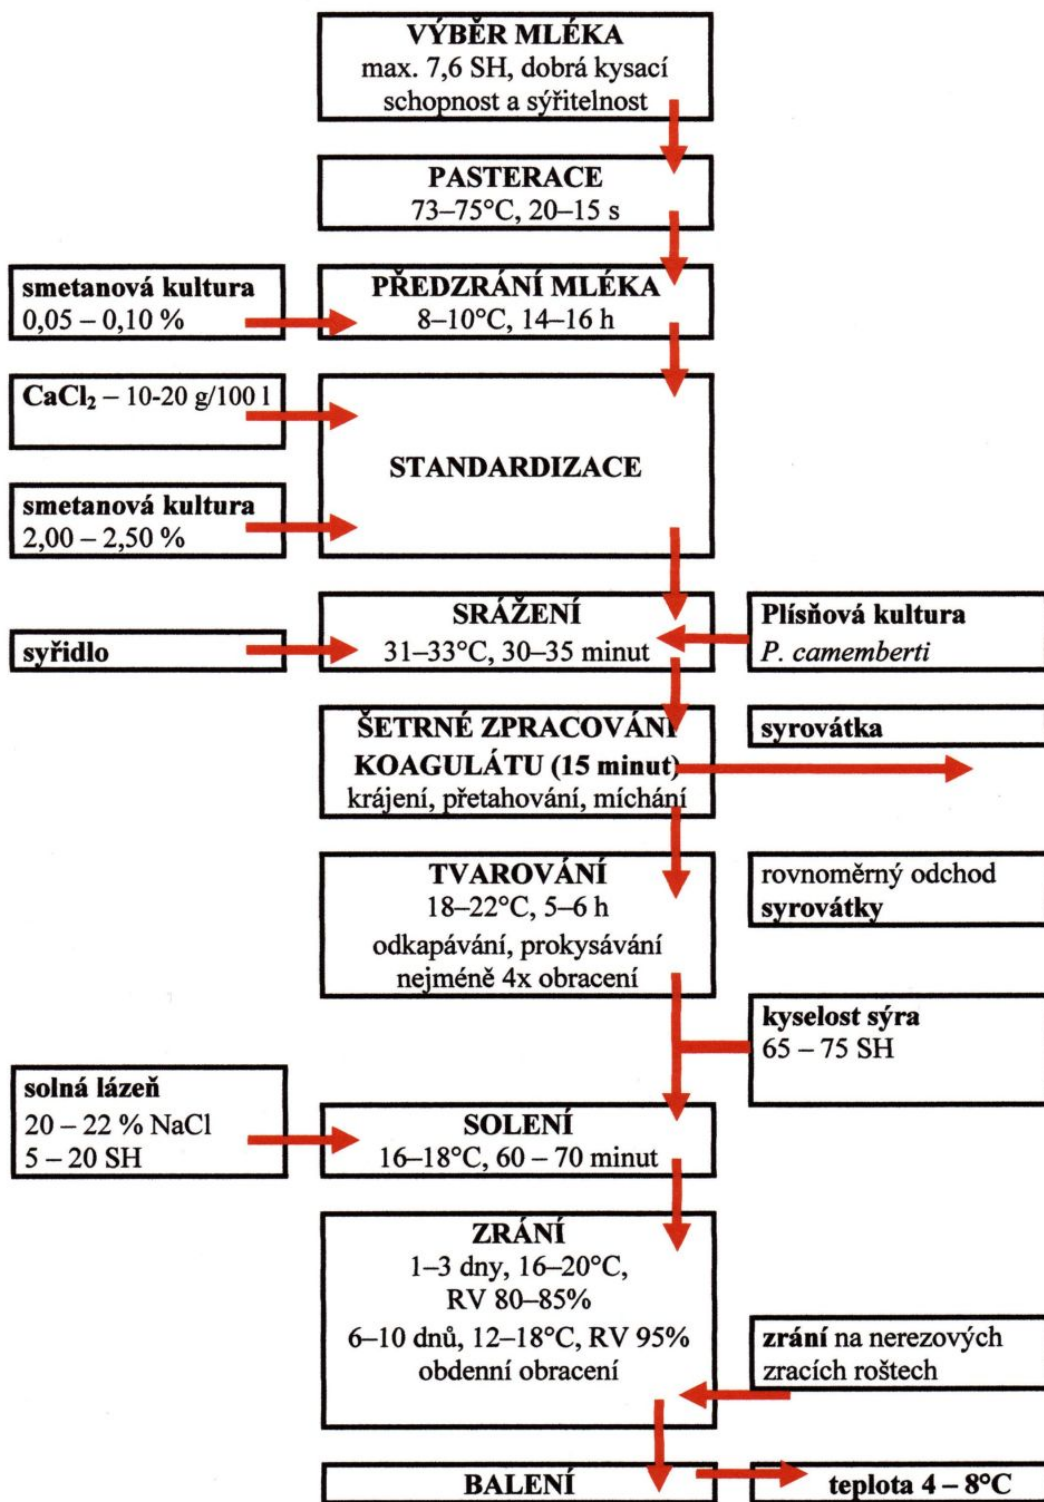 VÝBĚR MLÉKA
max. 7,6 SH, dobrá kysací
schopnost a sýřitelnost
PASTERACE
73–75°C, 20–15 s
smetanová kultura
0,05 – 0,10 %
PŘEDZRÁNÍ MLÉKA
8–10°C, 14–16 h
CaCl₂ – 10-20 g/100 l
STANDARDIZACE
smetanová kultura
2,00 – 2,50 %
SRÁŽENÍ
31–33°C, 30–35 minut
syřidlo
Plísňová kultura
P. camemberti
ŠETRNÉ ZPRACOVÁNÍ
KOAGULÁTU (15 minut)
krájení, přetahování, míchání
syrovátka
TVAROVÁNÍ
18–22°C, 5–6 h
odkapávání, prokysávání
nejméně 4x obracení
rovnoměrný odchod
syrovátky
kyselost sýra
65 – 75 SH
solná lázeň
20 – 22 % NaCl
5 – 20 SH
SOLENÍ
16–18°C, 60 – 70 minut
ZRÁNÍ
1–3 dny, 16–20°C,
RV 80–85%
6–10 dnů, 12–18°C, RV 95%
obdenní obracení
zrání na nerezových
zracích roštech
BALENÍ
teplota 4 – 8°C